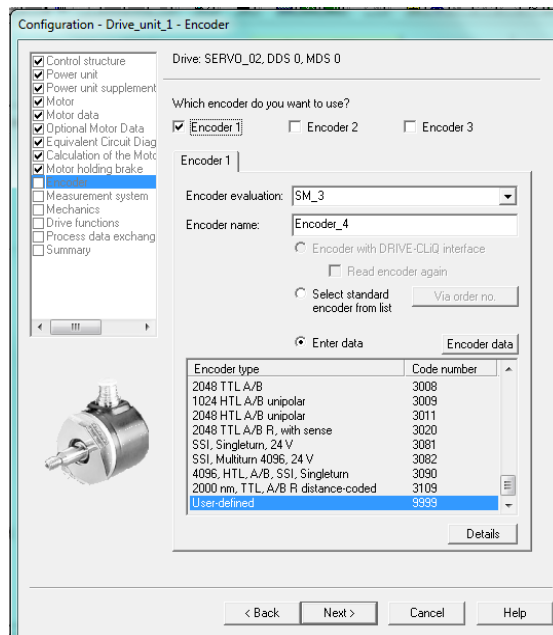 Configuration - Drive_unit_1 - Encoder
Control structure
Power unit
Power unit supplement
Motor
Motor data
Optional Motor Data
Equivalent Circuit Diag
Calculation of the Moto
Motor holding brake
Encoder
Measurement system
Mechanics
Drive functions
Process data exchang
Summary
Drive: SERVO_02, DDS 0, MDS 0
Which encoder do you want to use?
Encoder 1 Encoder 2 Encoder 3
Encoder 1
Encoder evaluation: SM_3
Encoder name: Encoder_4
Encoder with DRIVE-CLiQ interface
Read encoder again
Select standard
encoder from list
Via order no.
Enter data Encoder data
Encoder type Code number
2048 TTL A/B 3008
1024 HTL A/B unipolar 3009
2048 HTL A/B unipolar 3011
2048 TTL A/B R, with sense 3020
SSI, Singleturn, 24 V 3081
SSI, Multiturn 4096, 24 V 3082
4096, HTL, A/B, SSI, Singleturn 3090
2000 nm, TTL, A/B R distance-coded 3109
User-defined 9999
Details
< Back Next > Cancel Help